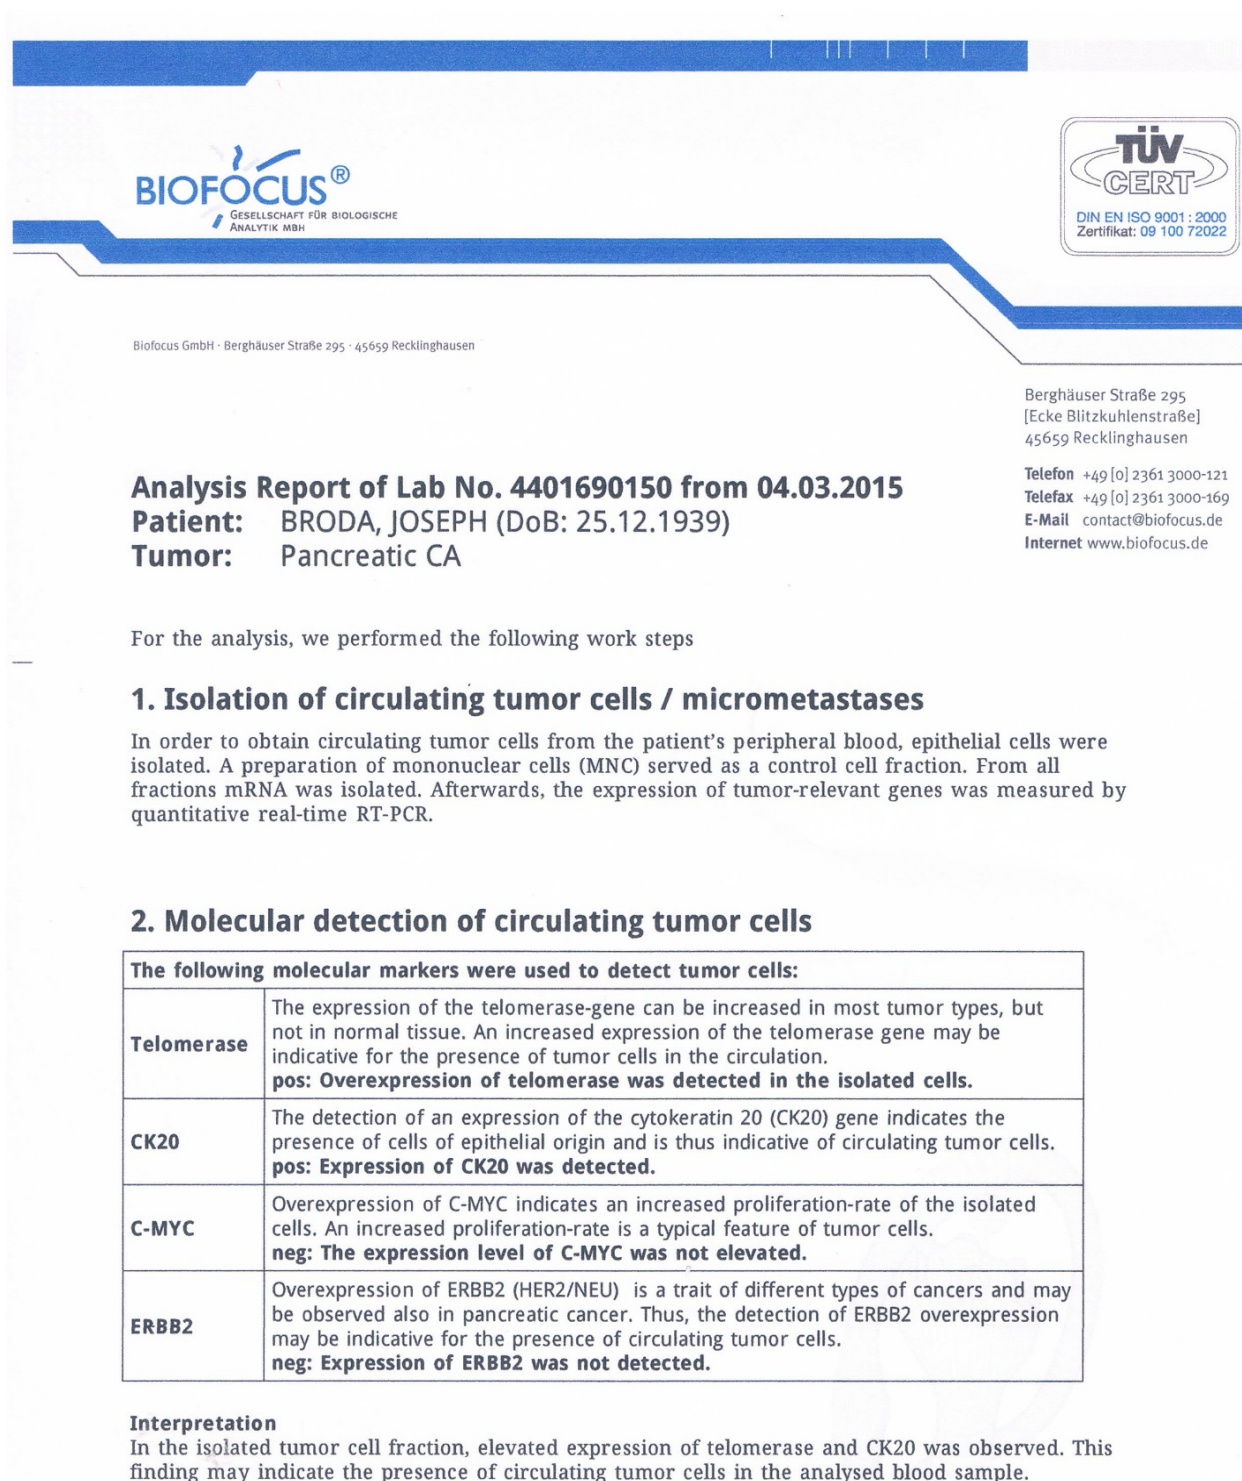 BIOFOCUS®
GESELLSCHAFT FÜR BIOLOGISCHE
ANALYTIK MBH
TÜV
CERT
DIN EN ISO 9001 : 2000
Zertifikat: 09 100 72022
Biofocus GmbH · Berghäuser Straße 295 · 45659 Recklinghausen
Berghäuser Straße 295
[Ecke Blitzkuhlenstraße]
45659 Recklinghausen
Telefon +49 [0] 2361 3000-121
Telefax +49 [0] 2361 3000-169
E-Mail contact@biofocus.de
Internet www.biofocus.de
Analysis Report of Lab No. 4401690150 from 04.03.2015
Patient: BRODA, JOSEPH (DoB: 25.12.1939)
Tumor: Pancreatic CA
For the analysis, we performed the following work steps
1. Isolation of circulating tumor cells / micrometastases
In order to obtain circulating tumor cells from the patient's peripheral blood, epithelial cells were
isolated. A preparation of mononuclear cells (MNC) served as a control cell fraction. From all
fractions mRNA was isolated. Afterwards, the expression of tumor-relevant genes was measured by
quantitative real-time RT-PCR.
2. Molecular detection of circulating tumor cells
The following molecular markers were used to detect tumor cells:
Telomerase
The expression of the telomerase-gene can be increased in most tumor types, but
not in normal tissue. An increased expression of the telomerase gene may be
indicative for the presence of tumor cells in the circulation.
pos: Overexpression of telomerase was detected in the isolated cells.
CK20
The detection of an expression of the cytokeratin 20 (CK20) gene indicates the
presence of cells of epithelial origin and is thus indicative of circulating tumor cells.
pos: Expression of CK20 was detected.
C-MYC
Overexpression of C-MYC indicates an increased proliferation-rate of the isolated
cells. An increased proliferation-rate is a typical feature of tumor cells.
neg: The expression level of C-MYC was not elevated.
ERBB2
Overexpression of ERBB2 (HER2/NEU) is a trait of different types of cancers and may
be observed also in pancreatic cancer. Thus, the detection of ERBB2 overexpression
may be indicative for the presence of circulating tumor cells.
neg: Expression of ERBB2 was not detected.
Interpretation
In the isolated tumor cell fraction, elevated expression of telomerase and CK20 was observed. This
finding may indicate the presence of circulating tumor cells in the analysed blood sample.